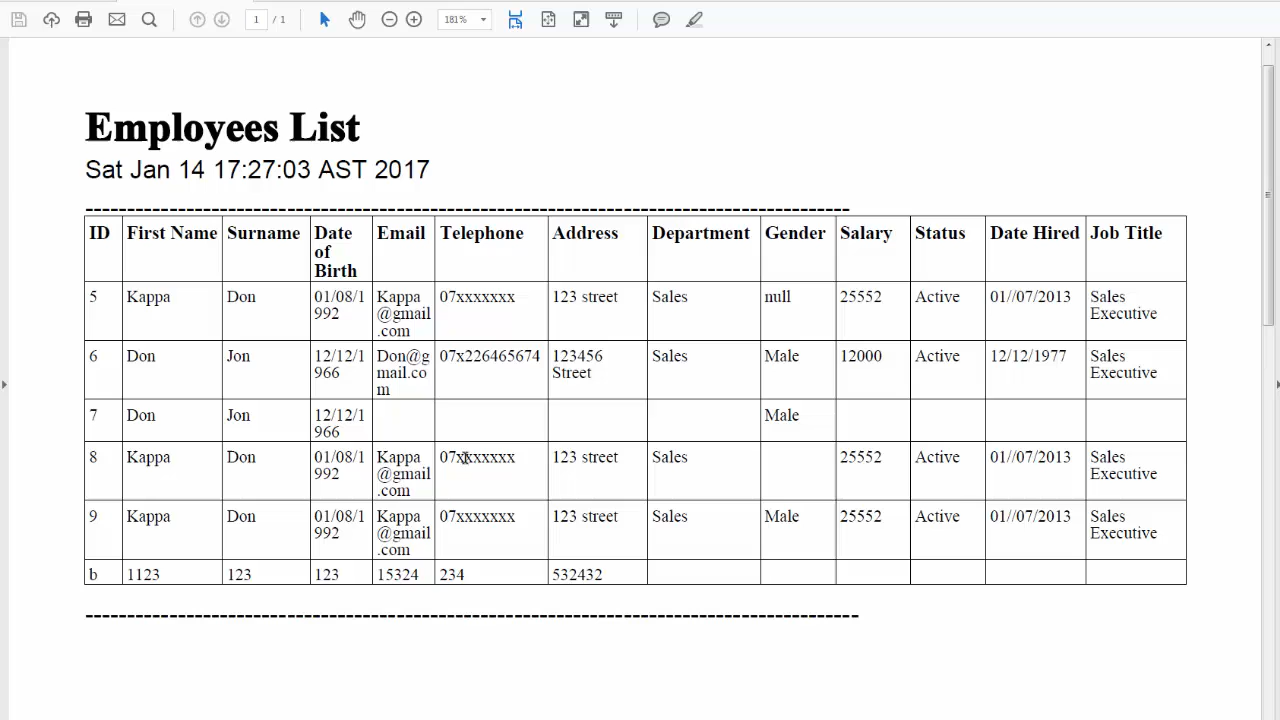 1 / 1 181%
Employees List
Sat Jan 14 17:27:03 AST 2017
--------------------------------------------------------------------------------------------
ID First Name Surname Date of Birth Email Telephone Address Department Gender Salary Status Date Hired Job Title
5 Kappa Don 01/08/1992 Kappa@gmail.com 07xxxxxxx 123 street Sales null 25552 Active 01//07/2013 Sales Executive
6 Don Jon 12/12/1966 Don@gmail.com 07x226465674 123456 Street Sales Male 12000 Active 12/12/1977 Sales Executive
7 Don Jon 12/12/1966 Male
8 Kappa Don 01/08/1992 Kappa@gmail.com 07xxxxxxx 123 street Sales 25552 Active 01//07/2013 Sales Executive
9 Kappa Don 01/08/1992 Kappa@gmail.com 07xxxxxxx 123 street Sales Male 25552 Active 01//07/2013 Sales Executive
b 1123 123 123 15324 234 532432
---------------------------------------------------------------------------------------------